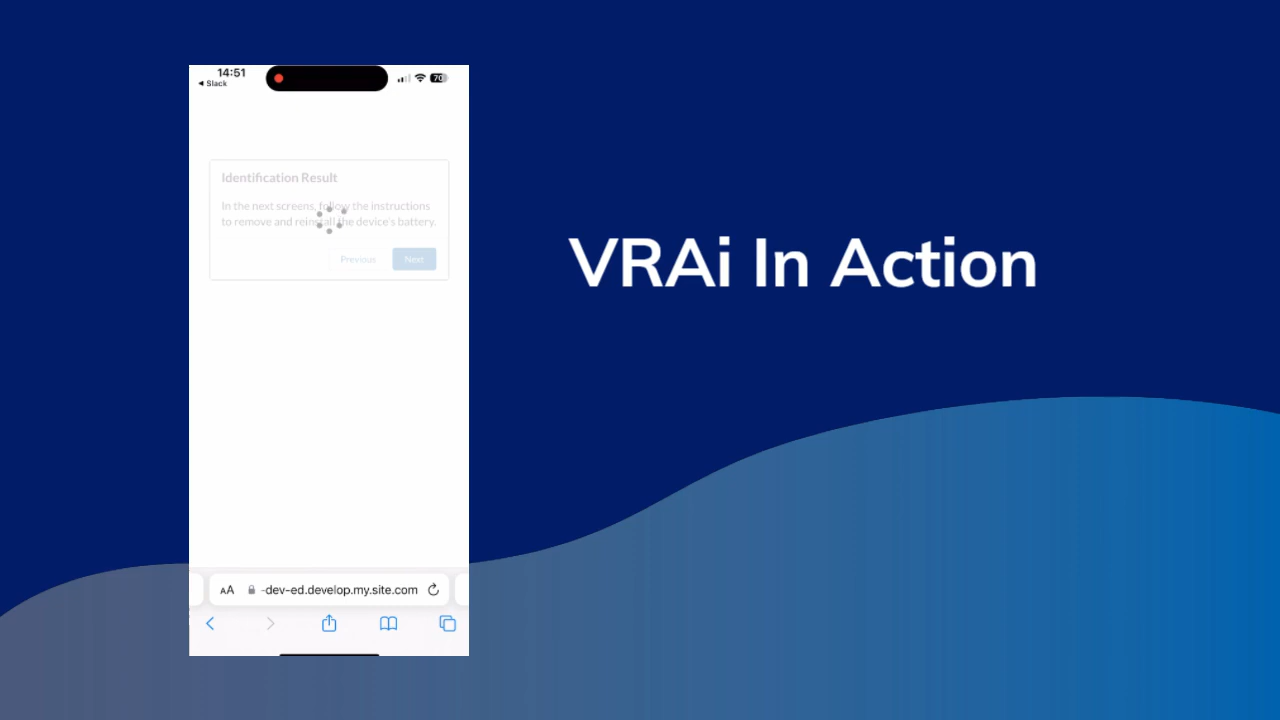 14:51
◀ Slack
70
Identification Result
In the next screens, follow the instructions
to remove and reinstall the device's battery.
Previous
Next
VRAi In Action
AA
-dev-ed.develop.my.site.com